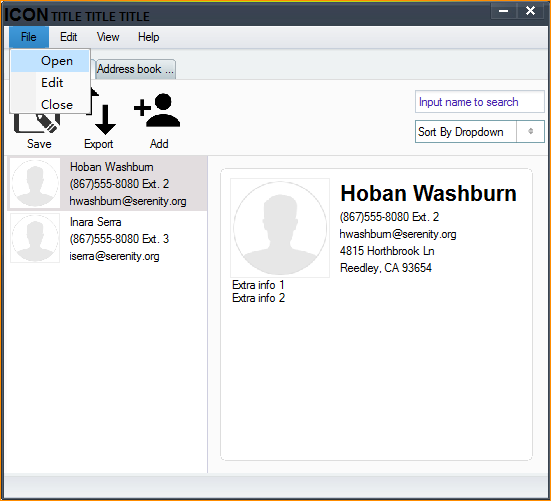 ICON TITLE TITLE TITLE
File Edit View Help
Open
Edit
Close
Address book ...
Save Export Add
Input name to search
Sort By Dropdown
Hoban Washburn
(867)555-8080 Ext. 2
hwashburn@serenity.org
Inara Serra
(867)555-8080 Ext. 3
iserra@serenity.org
Hoban Washburn
(867)555-8080 Ext. 2
hwashburn@serenity.org
4815 Horthbrook Ln
Reedley, CA 93654
Extra info 1
Extra info 2